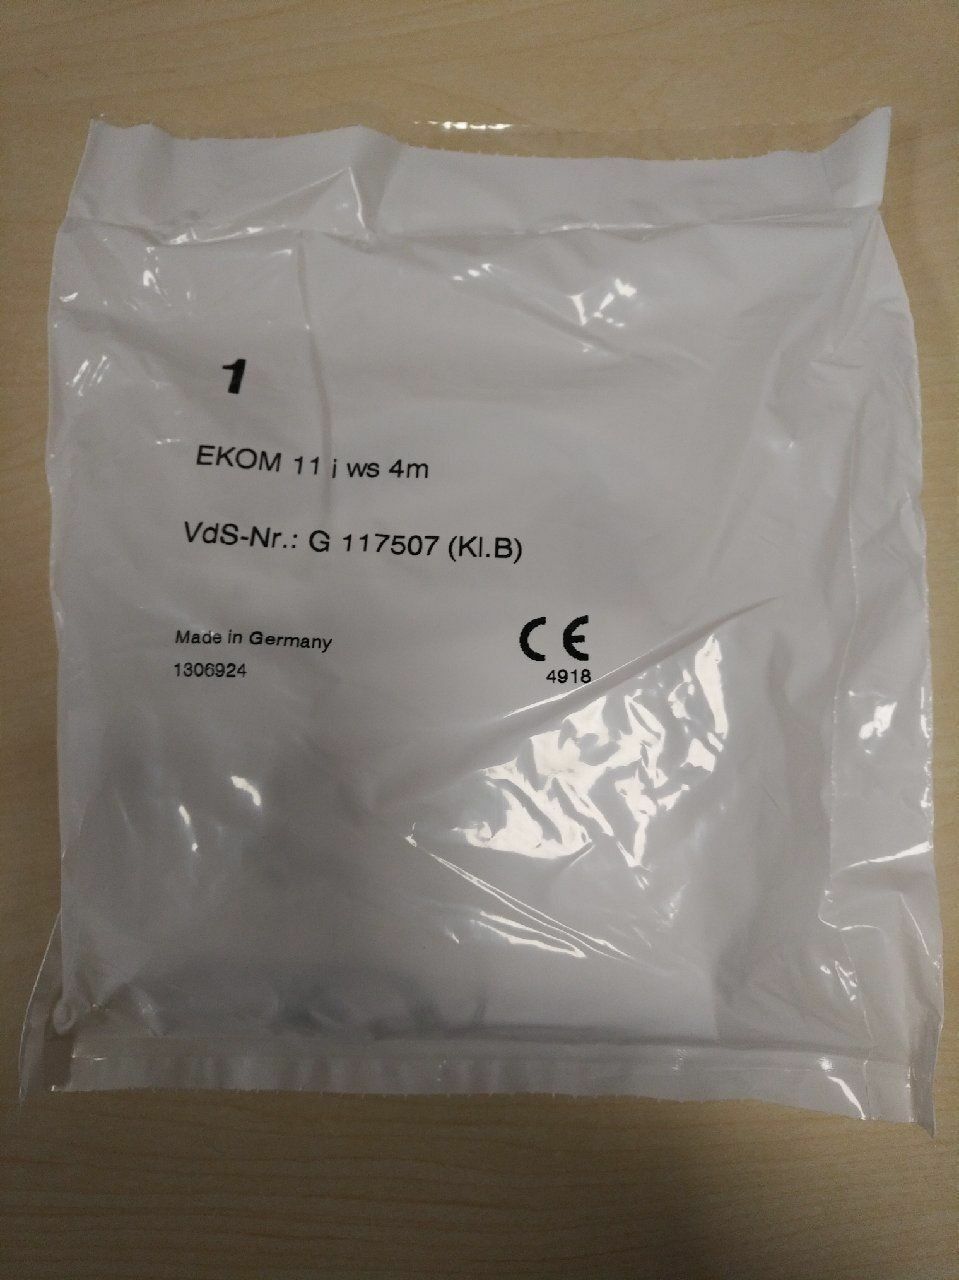 1
EKOM 11 j ws 4m
VdS-Nr.: G 117507 (Kl.B)
Made in Germany
1306924
CE
4918